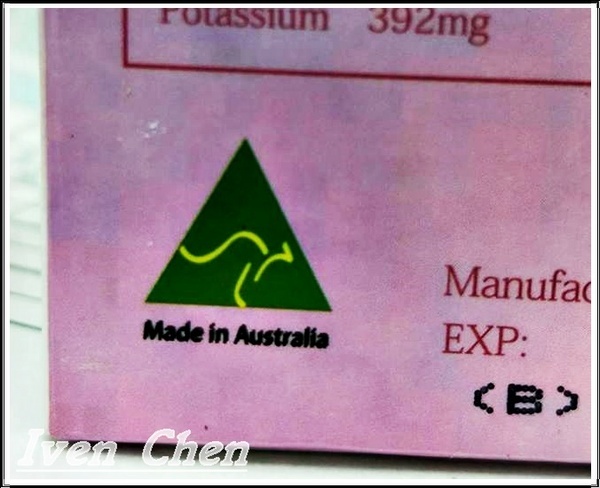 Potassium 392mg
Made in Australia
Manufac
EXP:
(B)
Iven Chen